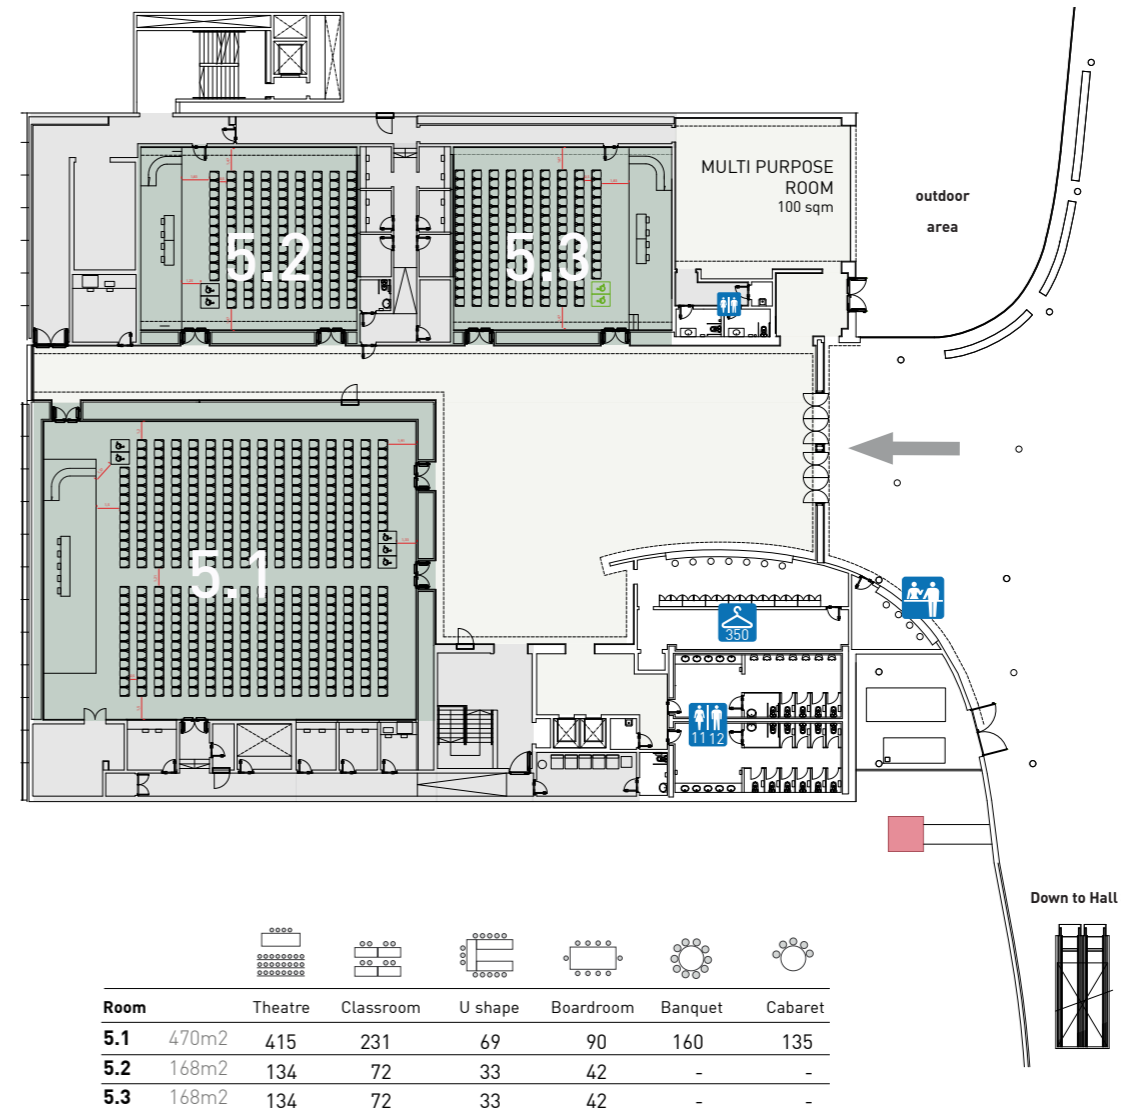 MULTI PURPOSE
ROOM
100 sqm
outdoor
area
5.2
5.3
5.1
350
11 12
Down to Hall
Room Theatre Classroom U shape Boardroom Banquet Cabaret
5.1 470m2 415 231 69 90 160 135
5.2 168m2 134 72 33 42 - -
5.3 168m2 134 72 33 42 - -